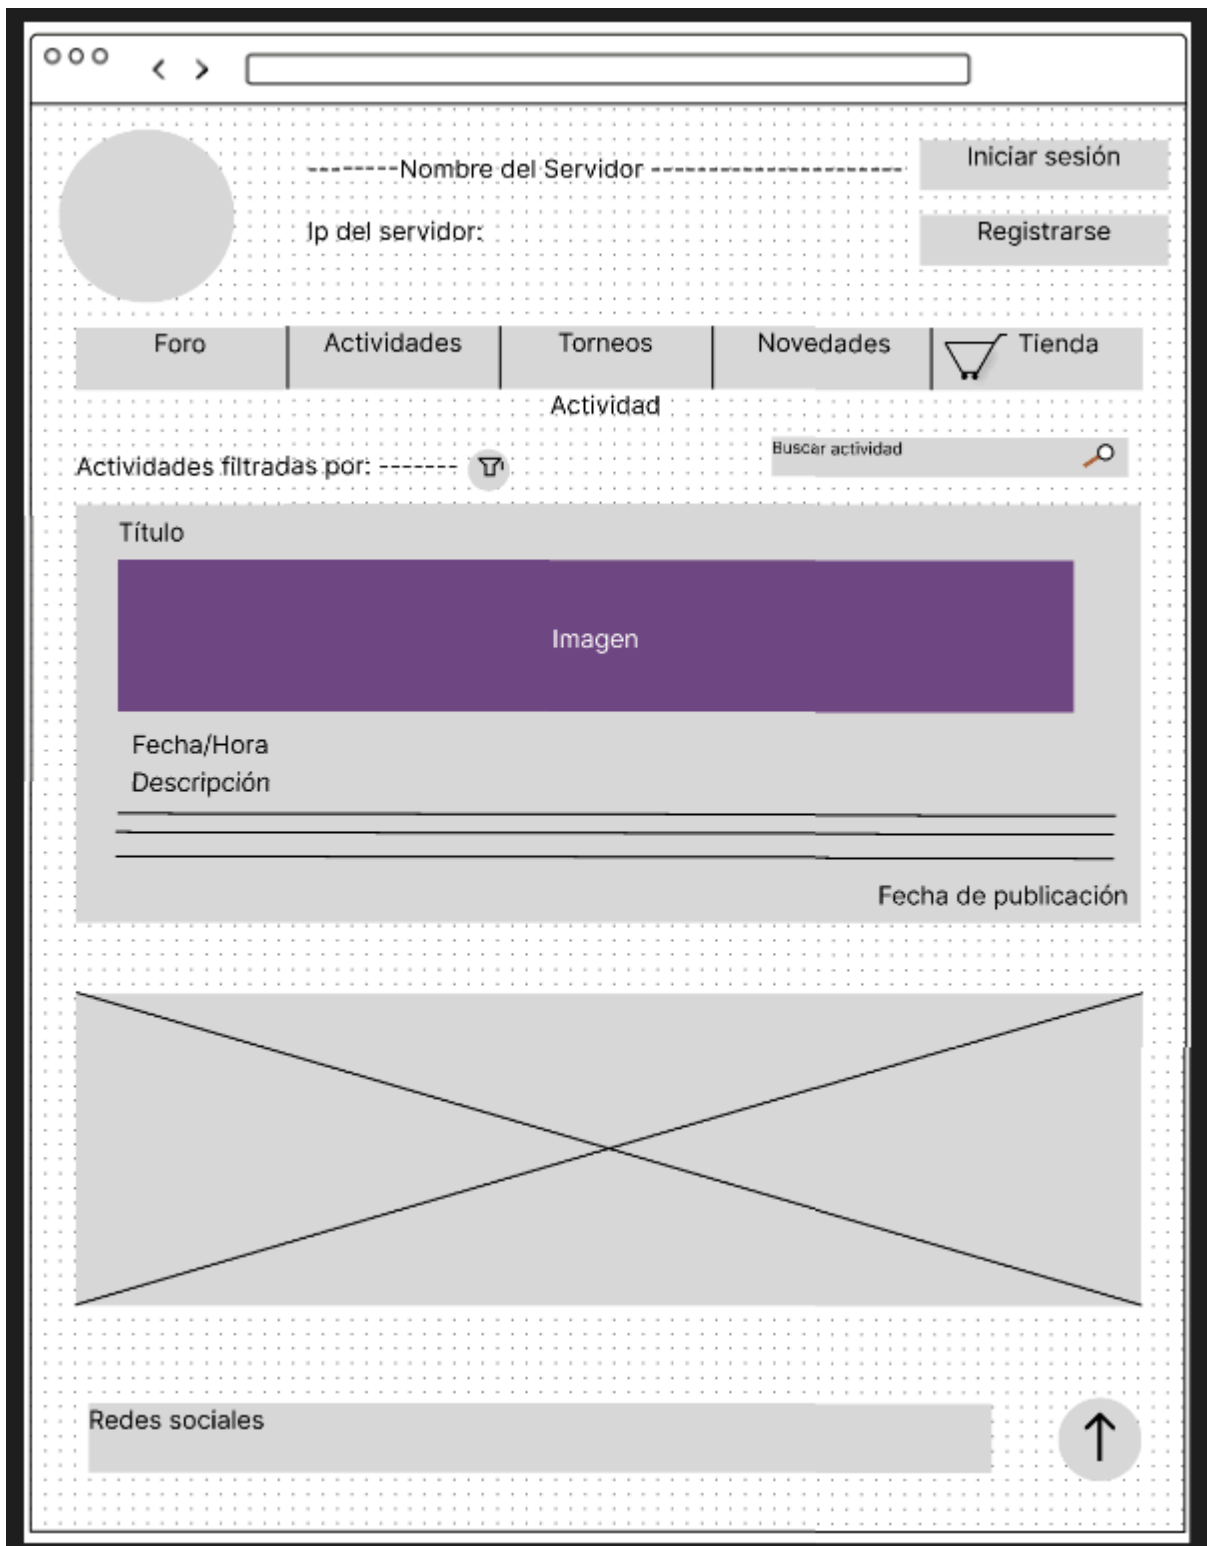 Nombre del Servidor
Iniciar sesión
Ip del servidor:
Registrarse
Foro
Actividades
Torneos
Novedades
Tienda
Actividad
Actividades filtradas por: -------
Buscar actividad
Título
Imagen
Fecha/Hora
Descripción
Fecha de publicación
Redes sociales